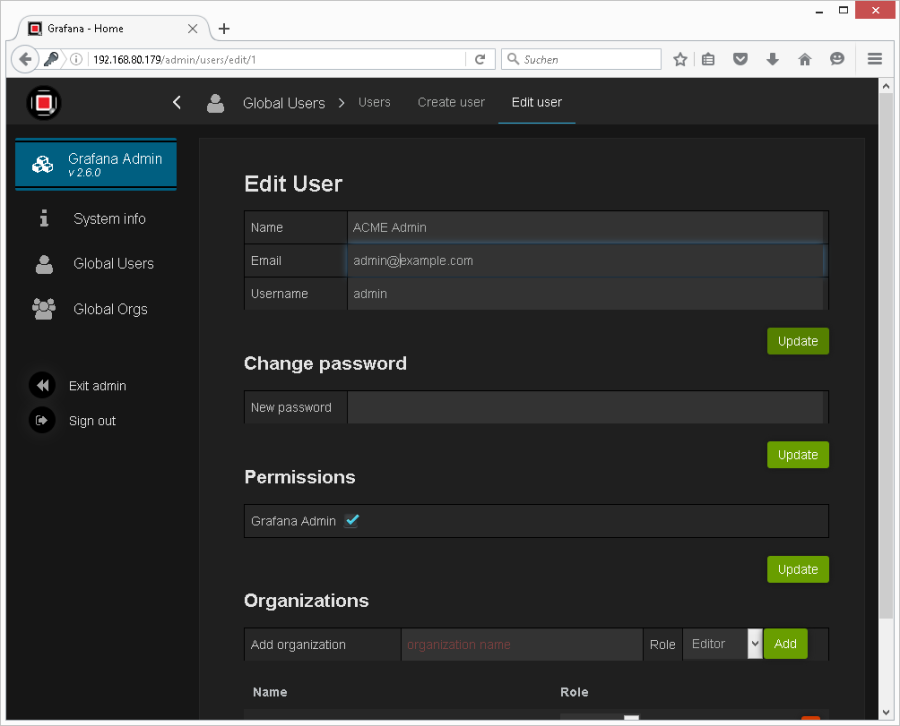 Grafana - Home
192.168.80.179/admin/users/edit/1
Suchen
Global Users
Users
Create user
Edit user
Grafana Admin
v 2.6.0
System info
Global Users
Global Orgs
Exit admin
Sign out
Edit User
Name
ACME Admin
Email
admin@example.com
Username
admin
Update
Change password
New password
Update
Permissions
Grafana Admin
Update
Organizations
Add organization
organization name
Role
Editor
Add
Name
Role